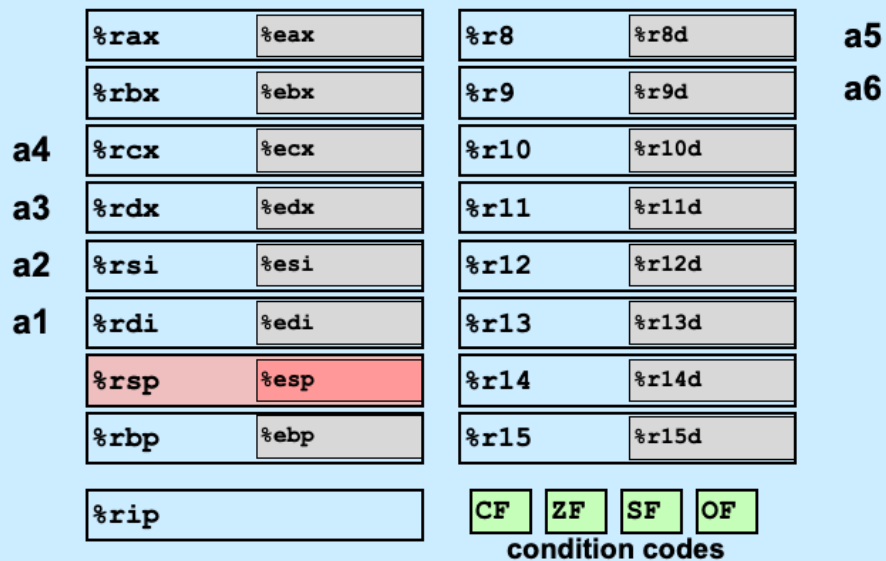 %rax %eax %r8 %r8d a5
%rbx %ebx %r9 %r9d a6
a4 %rcx %ecx %r10 %r10d
a3 %rdx %edx %r11 %r11d
a2 %rsi %esi %r12 %r12d
a1 %rdi %edi %r13 %r13d
%rsp %esp %r14 %r14d
%rbp %ebp %r15 %r15d
%rip CF ZF SF OF
condition codes